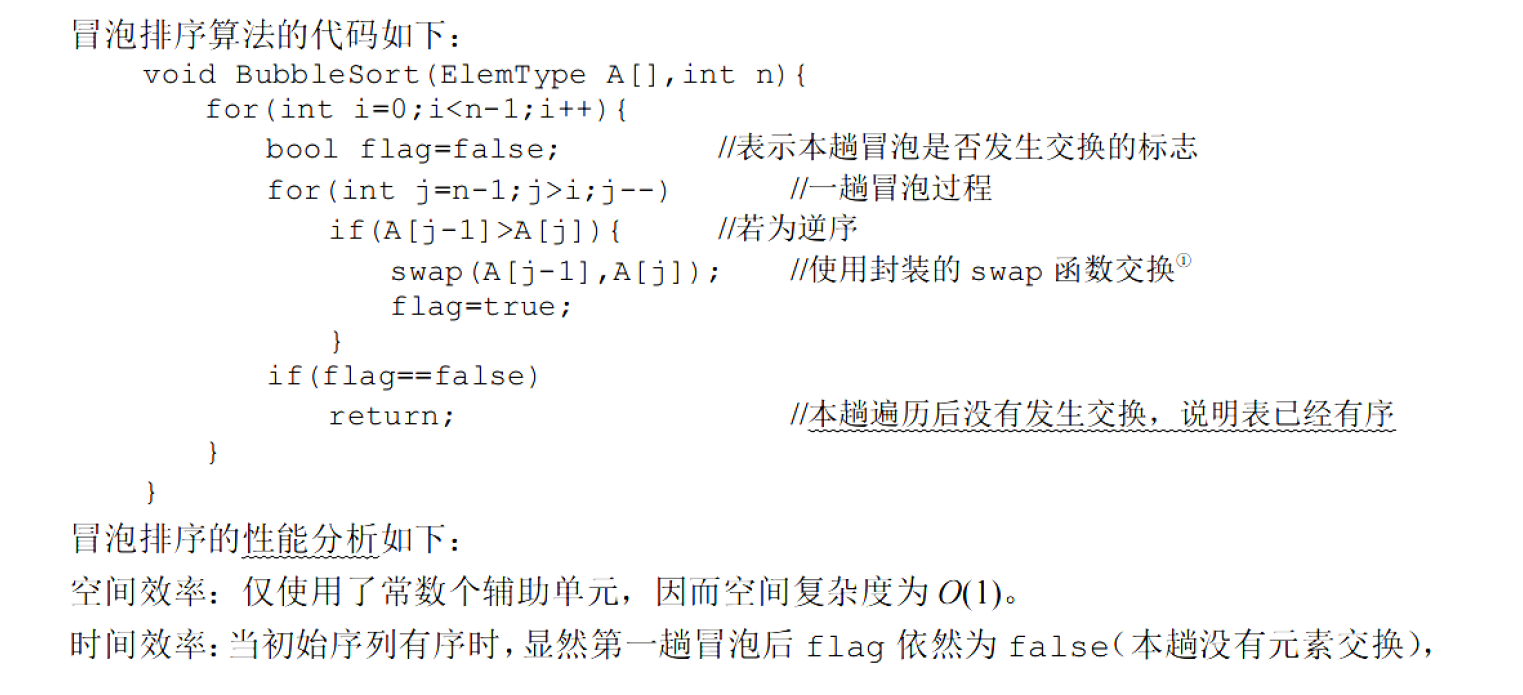 冒泡排序算法的代码如下：
void BubbleSort(ElemType A[],int n){
for(int i=0;i<n-1;i++){
bool flag=false; //表示本趟冒泡是否发生交换的标志
for(int j=n-1;j>i;j--) //一趟冒泡过程
if(A[j-1]>A[j]){ //若为逆序
swap(A[j-1],A[j]); //使用封装的 swap 函数交换①
flag=true;
}
if(flag==false)
return; //本趟遍历后没有发生交换，说明表已经有序
}
}
冒泡排序的性能分析如下：
空间效率：仅使用了常数个辅助单元，因而空间复杂度为 O(1)。
时间效率：当初始序列有序时，显然第一趟冒泡后 flag 依然为 false（本趟没有元素交换），